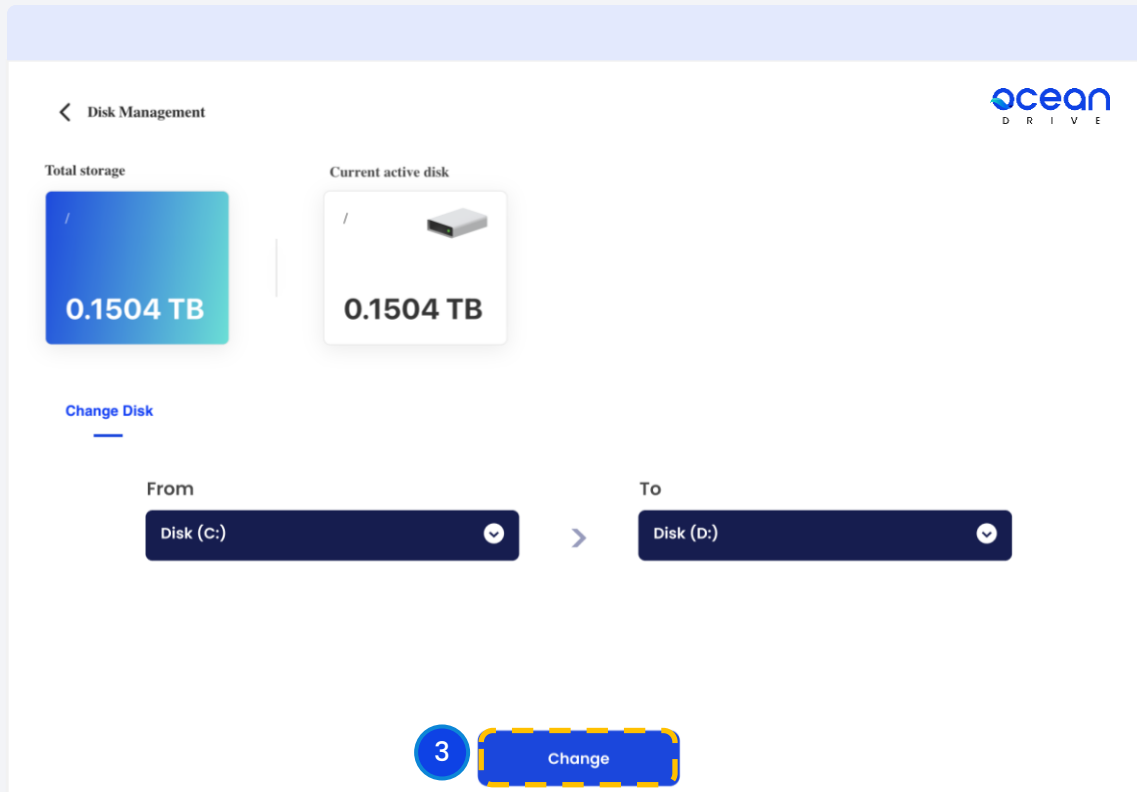 Disk Management
ocean
DRIVE
Total storage
Current active disk
/
/
0.1504 TB
0.1504 TB
Change Disk
From
To
Disk (C:)
Disk (D:)
3
Change